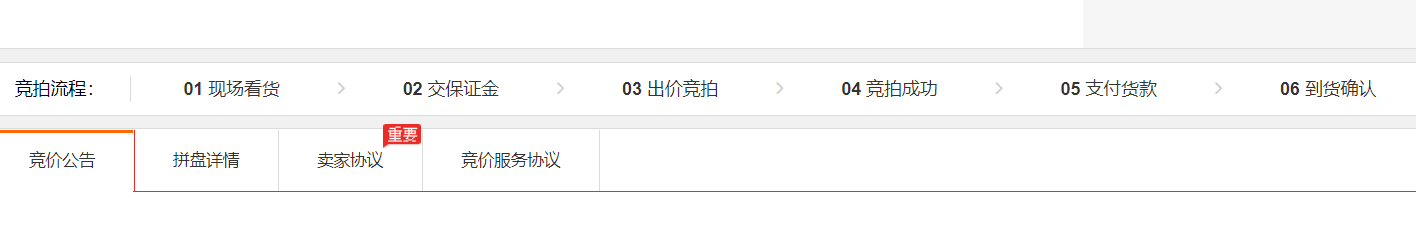 竞拍流程： 01 现场看货 02 交保证金 03 出价竞拍 04 竞拍成功 05 支付货款 06 到货确认
重要
竞价公告 拼盘详情 卖家协议 竞价服务协议